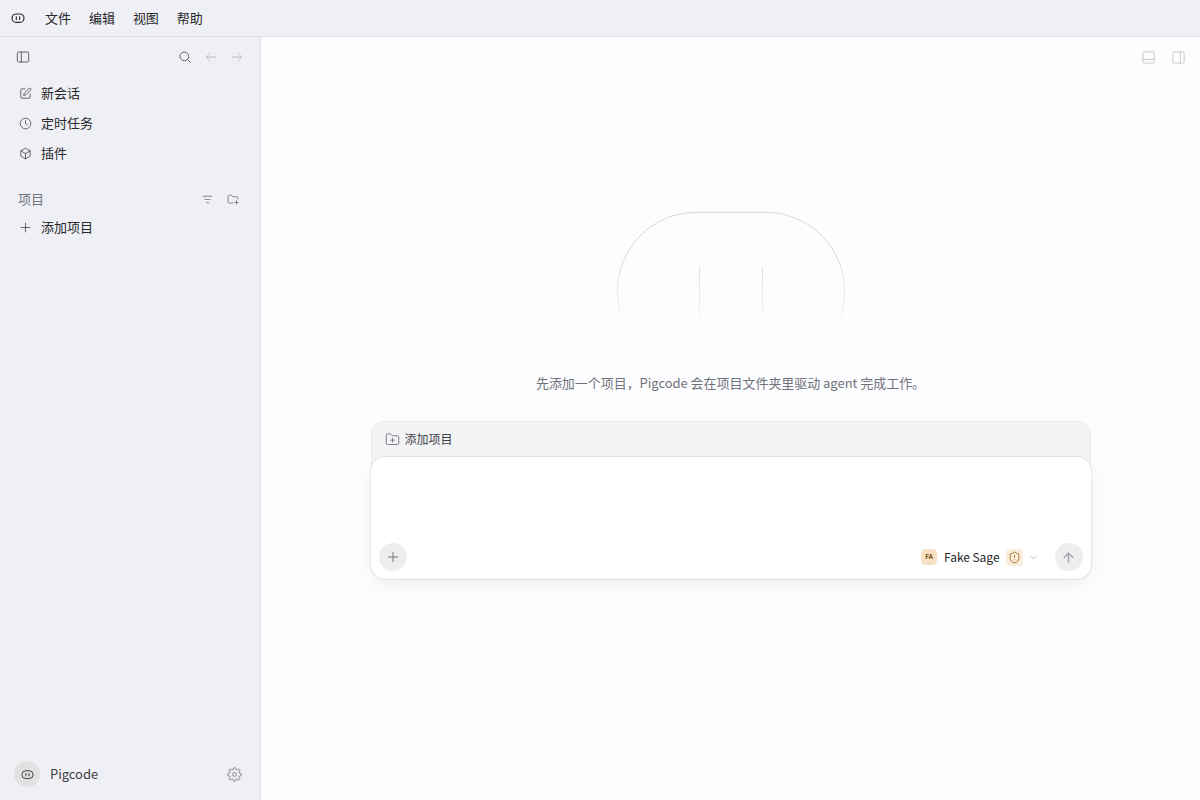 文件 编辑 视图 帮助
新会话
定时任务
插件
项目
添加项目
先添加一个项目，Pigcode 会在项目文件夹里驱动 agent 完成工作。
添加项目
FA Fake Sage
Pigcode